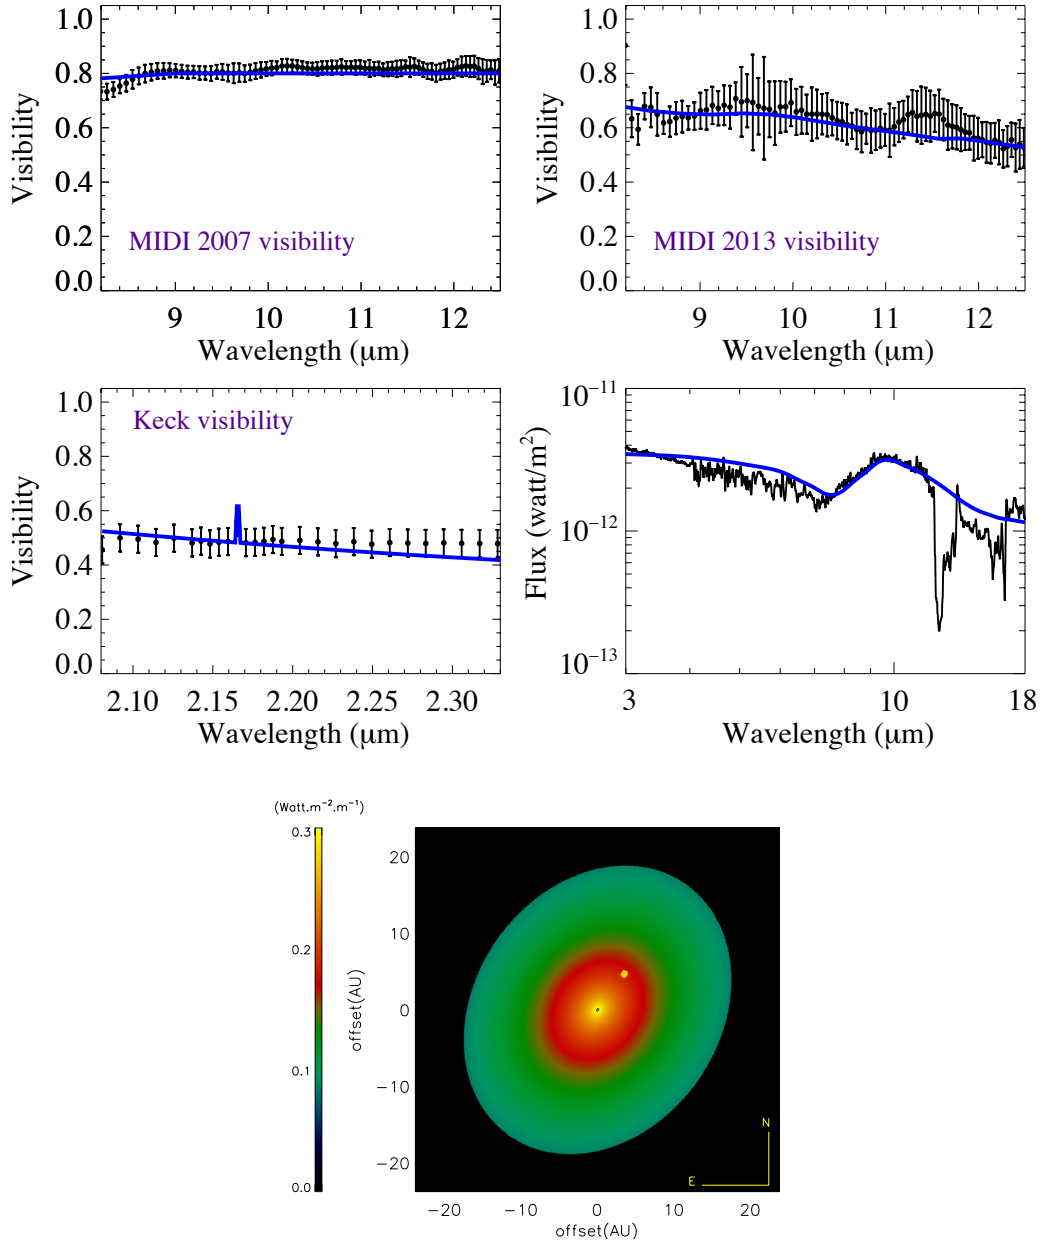 1.0
0.8
0.6
0.4
0.2
0.0
Visibility
MIDI 2007 visibility
9 10 11 12
Wavelength (μm)
1.0
0.8
0.6
0.4
0.2
0.0
Visibility
MIDI 2013 visibility
9 10 11 12
Wavelength (μm)
1.0
0.8
0.6
0.4
0.2
0.0
Visibility
Keck visibility
2.10 2.15 2.20 2.25 2.30
Wavelength (μm)
10⁻¹¹
10⁻¹²
10⁻¹³
Flux (watt/m²)
3 10 18
Wavelength (μm)
(Watt.m⁻².m⁻¹)
0.3
0.2
0.1
0.0
20
10
0
−10
−20
offset(AU)
N
E
−20 −10 0 10 20
offset(AU)